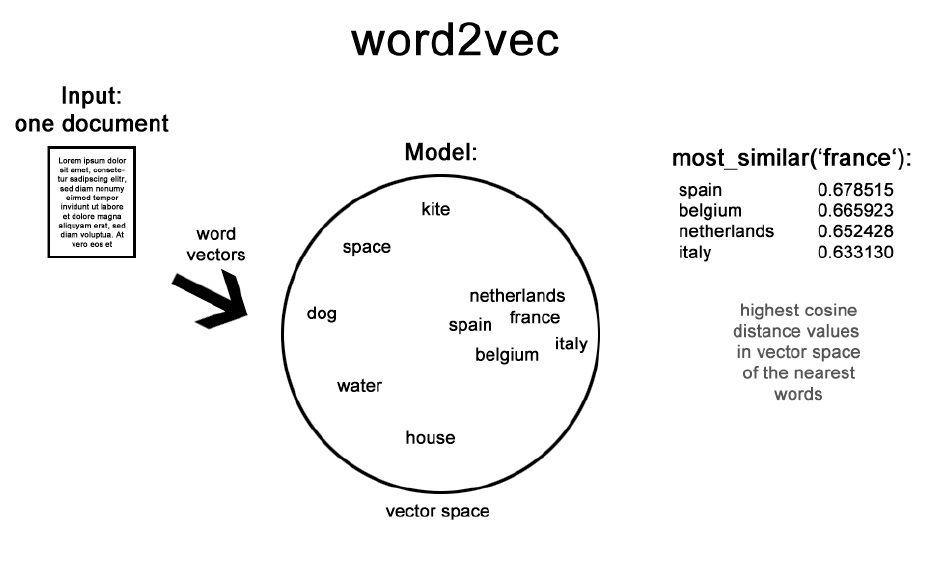 word2vec
Input:
one document
Lorem ipsum dolor
sit amet, consete-
tur sadipscing elitr,
sed diam nonumy
eirmod tempor
invidunt ut labore
et dolore magna
aliquyam erat, sed
diam voluptua. At
vero eos et
word
vectors
Model:
kite
space
dog
netherlands
france
spain
italy
belgium
water
house
vector space
most_similar(‘france‘):
spain 0.678515
belgium 0.665923
netherlands 0.652428
italy 0.633130
highest cosine
distance values
in vector space
of the nearest
words